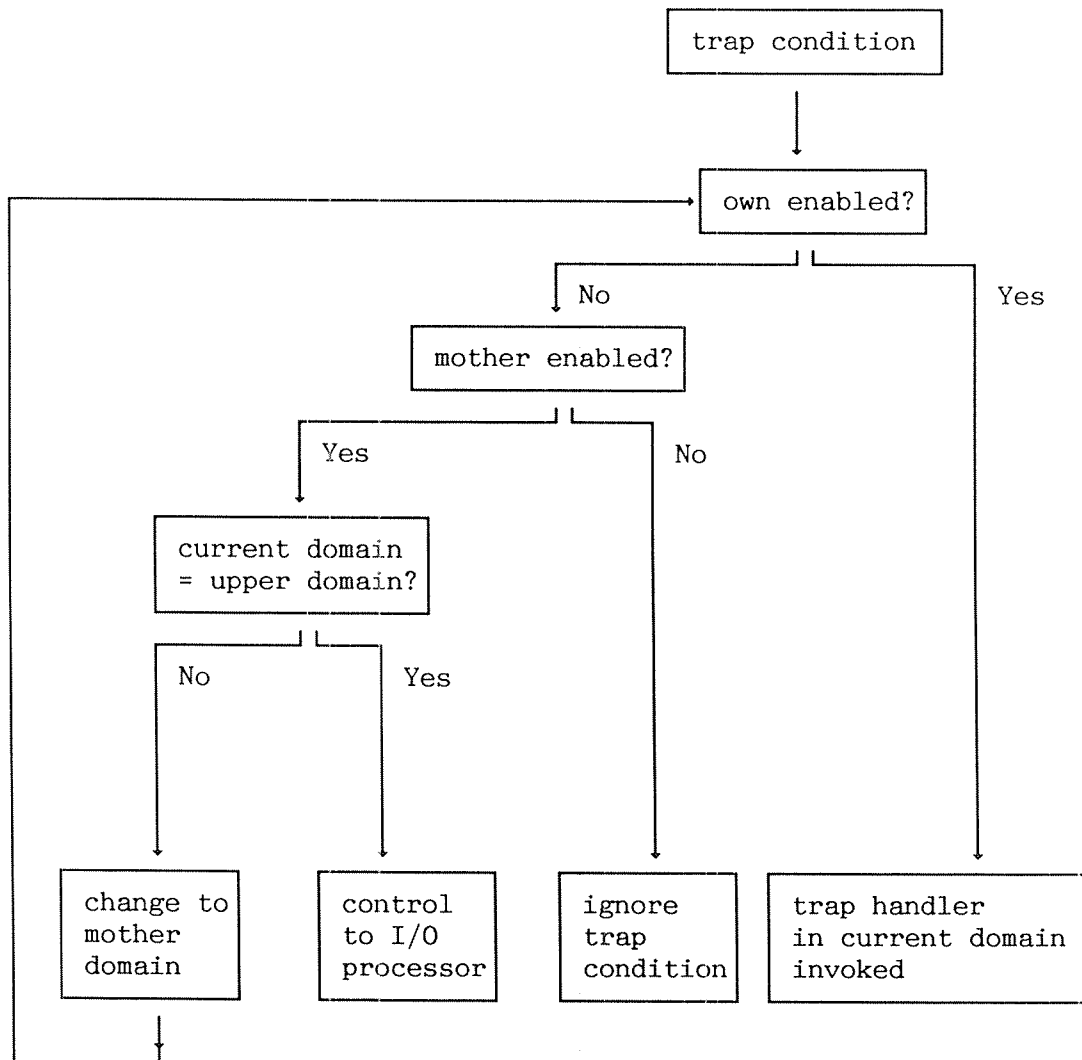 trap condition
own enabled?
No
Yes
mother enabled?
Yes
No
current domain
= upper domain?
No
Yes
change to
mother
domain
control
to I/O
processor
ignore
trap
condition
trap handler
in current domain
invoked